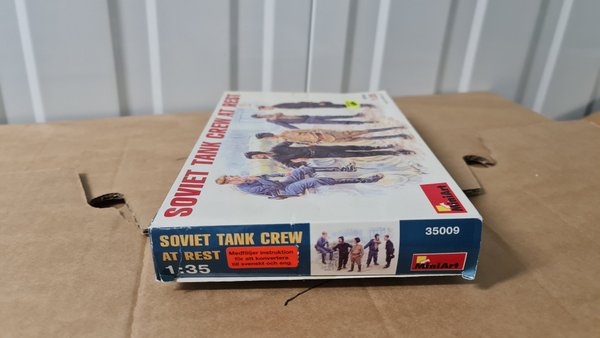 SOVIET TANK CREW AT REST
MiniArt
SOVIET TANK CREW
AT REST
1:35
Medföljer instruktion
för att konvertera
till svenskt och eng
35009
MiniArt